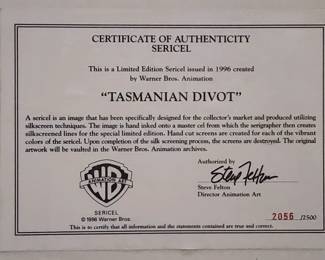 CERTIFICATE OF AUTHENTICITY
SERICEL
This is a Limited Edition Sericel issued in 1996 created
by Warner Bros. Animation
"TASMANIAN DIVOT"
A sericel is an image that has been specifically designed for the collector's market and produced utilizing
silkscreen techniques. The image is hand inked onto a master cel from which the serigrapher then creates
silkscreened lines for the special limited edition. Hand cut screens are created for each of the vibrant
colors of the sericel. Upon completion of the silk screening process, the screens are destroyed. The original
artwork will be vaulted in the Warner Bros. Animation archives.
Authorized by
Steve Felton
Steve Felton
Director Animation Art
WB
ANIMATION ART
SERICEL
© 1996 Warner Bros
2056 /2500
This is to certify that all information and the statements contained are true and correct.